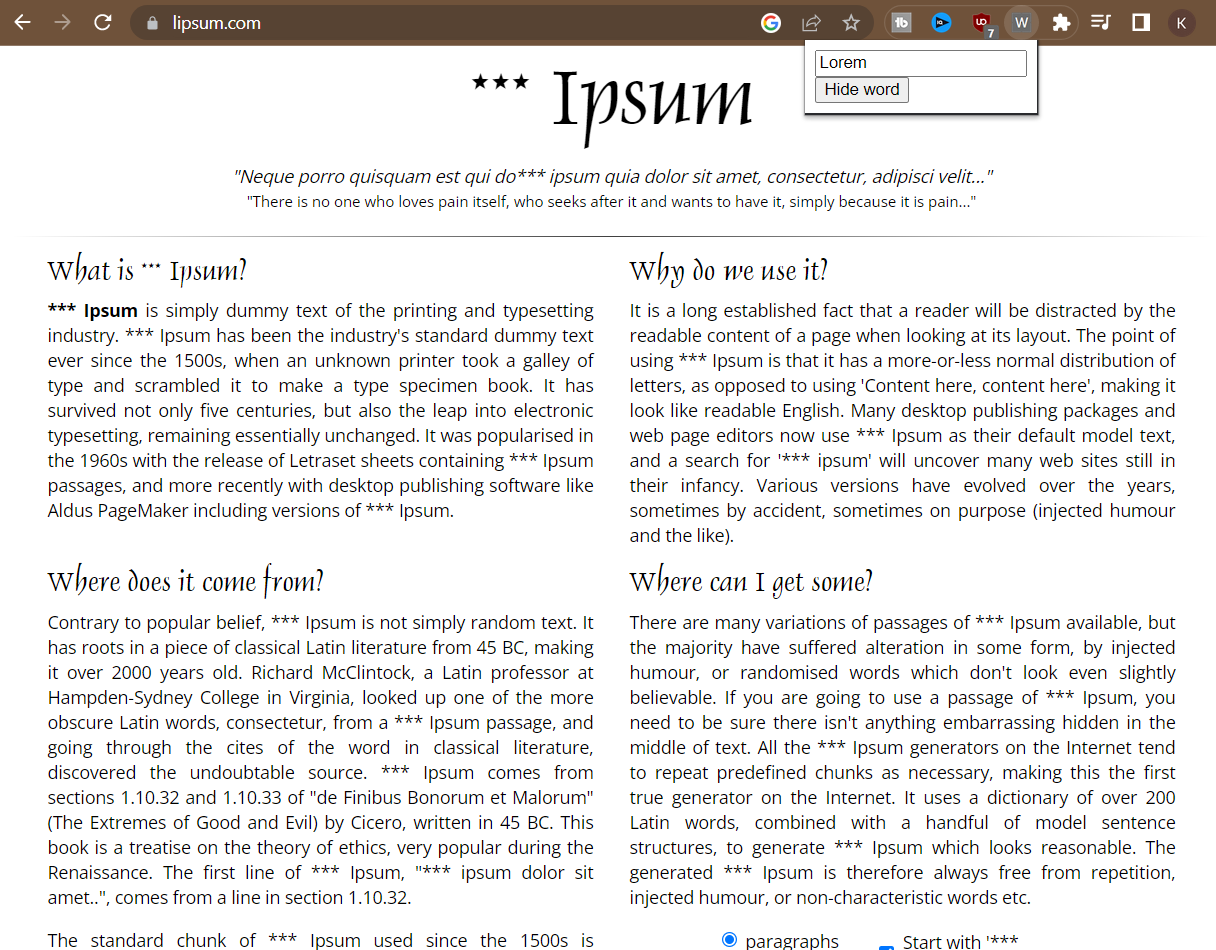 lipsum.com
7
W
K
Lorem
Hide word
*** Ipsum
"Neque porro quisquam est qui do*** ipsum quia dolor sit amet, consectetur, adipisci velit..."
"There is no one who loves pain itself, who seeks after it and wants to have it, simply because it is pain..."
What is *** Ipsum?
*** Ipsum is simply dummy text of the printing and typesetting
industry. *** Ipsum has been the industry's standard dummy text
ever since the 1500s, when an unknown printer took a galley of
type and scrambled it to make a type specimen book. It has
survived not only five centuries, but also the leap into electronic
typesetting, remaining essentially unchanged. It was popularised in
the 1960s with the release of Letraset sheets containing *** Ipsum
passages, and more recently with desktop publishing software like
Aldus PageMaker including versions of *** Ipsum.
Why do we use it?
It is a long established fact that a reader will be distracted by the
readable content of a page when looking at its layout. The point of
using *** Ipsum is that it has a more-or-less normal distribution of
letters, as opposed to using 'Content here, content here', making it
look like readable English. Many desktop publishing packages and
web page editors now use *** Ipsum as their default model text,
and a search for '*** ipsum' will uncover many web sites still in
their infancy. Various versions have evolved over the years,
sometimes by accident, sometimes on purpose (injected humour
and the like).
Where does it come from?
Contrary to popular belief, *** Ipsum is not simply random text. It
has roots in a piece of classical Latin literature from 45 BC, making
it over 2000 years old. Richard McClintock, a Latin professor at
Hampden-Sydney College in Virginia, looked up one of the more
obscure Latin words, consectetur, from a *** Ipsum passage, and
going through the cites of the word in classical literature,
discovered the undoubtable source. *** Ipsum comes from
sections 1.10.32 and 1.10.33 of "de Finibus Bonorum et Malorum"
(The Extremes of Good and Evil) by Cicero, written in 45 BC. This
book is a treatise on the theory of ethics, very popular during the
Renaissance. The first line of *** Ipsum, "*** ipsum dolor sit
amet..", comes from a line in section 1.10.32.
The standard chunk of *** Ipsum used since the 1500s is
Where can I get some?
There are many variations of passages of *** Ipsum available, but
the majority have suffered alteration in some form, by injected
humour, or randomised words which don't look even slightly
believable. If you are going to use a passage of *** Ipsum, you
need to be sure there isn't anything embarrassing hidden in the
middle of text. All the *** Ipsum generators on the Internet tend
to repeat predefined chunks as necessary, making this the first
true generator on the Internet. It uses a dictionary of over 200
Latin words, combined with a handful of model sentence
structures, to generate *** Ipsum which looks reasonable. The
generated *** Ipsum is therefore always free from repetition,
injected humour, or non-characteristic words etc.
paragraphs
Start with '***